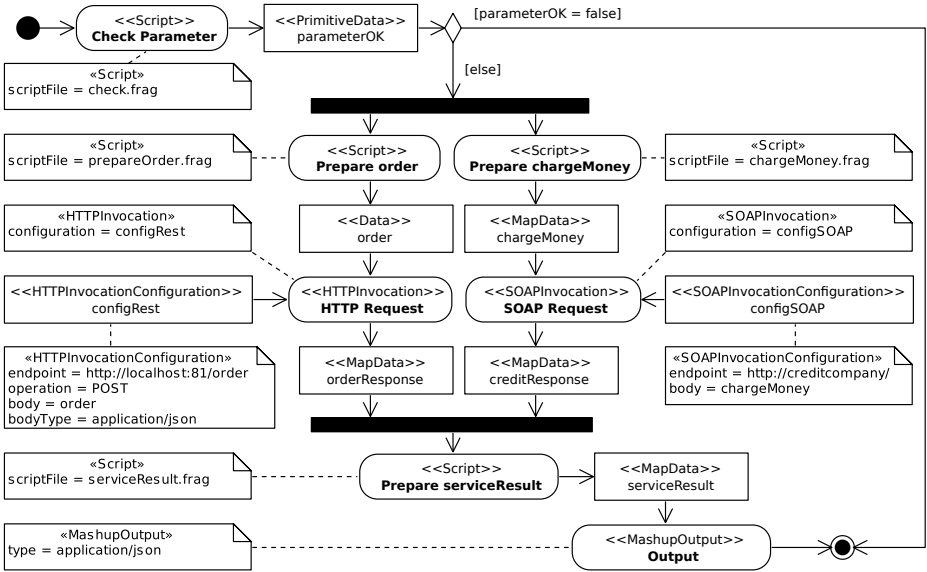 <<Script>>
Check Parameter
<<PrimitiveData>>
parameterOK
[parameterOK = false]
[else]
«Script»
scriptFile = check.frag
«Script»
scriptFile = prepareOrder.frag
<<Script>>
Prepare order
<<Script>>
Prepare chargeMoney
«Script»
scriptFile = chargeMoney.frag
«HTTPInvocation»
configuration = configRest
<<Data>>
order
<<MapData>>
chargeMoney
«SOAPInvocation»
configuration = configSOAP
<<HTTPInvocationConfiguration>>
configRest
<<HTTPInvocation>>
HTTP Request
<<SOAPInvocation>>
SOAP Request
<<SOAPInvocationConfiguration>>
configSOAP
«HTTPInvocationConfiguration»
endpoint = http://localhost:81/order
operation = POST
body = order
bodyType = application/json
<<MapData>>
orderResponse
<<MapData>>
creditResponse
«SOAPInvocationConfiguration»
endpoint = http://creditcompany/
body = chargeMoney
«Script»
scriptFile = serviceResult.frag
<<Script>>
Prepare serviceResult
<<MapData>>
serviceResult
«MashupOutput»
type = application/json
<<MashupOutput>>
Output